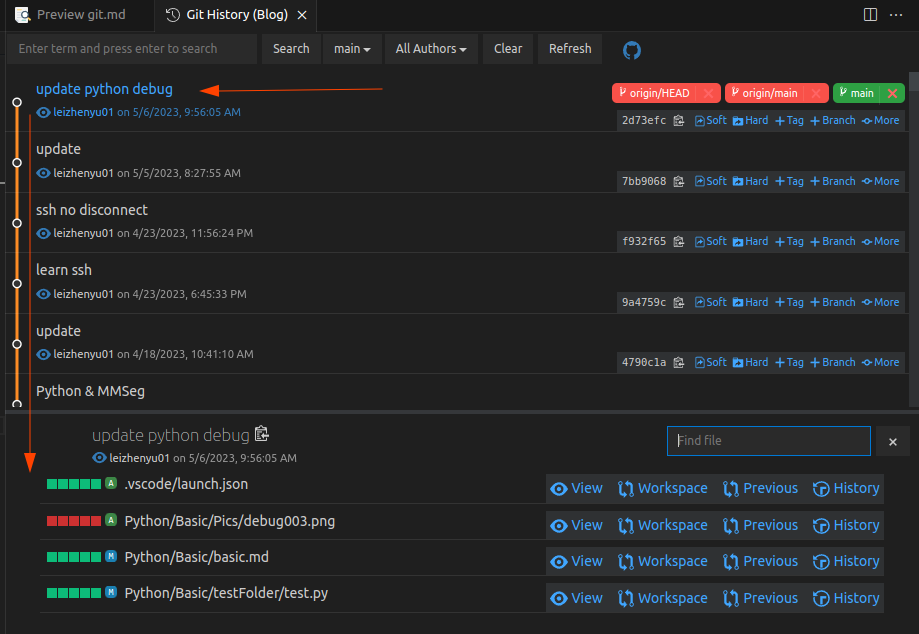 Preview git.md Git History (Blog)
Enter term and press enter to search Search main All Authors Clear Refresh
update python debug origin/HEAD origin/main main
leizhenyu01 on 5/6/2023, 9:56:05 AM 2d73efc Soft Hard Tag Branch More
update
leizhenyu01 on 5/5/2023, 8:27:55 AM 7bb9068 Soft Hard Tag Branch More
ssh no disconnect
leizhenyu01 on 4/23/2023, 11:56:24 PM f932f65 Soft Hard Tag Branch More
learn ssh
leizhenyu01 on 4/23/2023, 6:45:33 PM 9a4759c Soft Hard Tag Branch More
update
leizhenyu01 on 4/18/2023, 10:41:10 AM 4790c1a Soft Hard Tag Branch More
Python & MMSeg
update python debug Find file
leizhenyu01 on 5/6/2023, 9:56:05 AM
A .vscode/launch.json View Workspace Previous History
A Python/Basic/Pics/debug003.png View Workspace Previous History
M Python/Basic/basic.md View Workspace Previous History
M Python/Basic/testFolder/test.py View Workspace Previous History